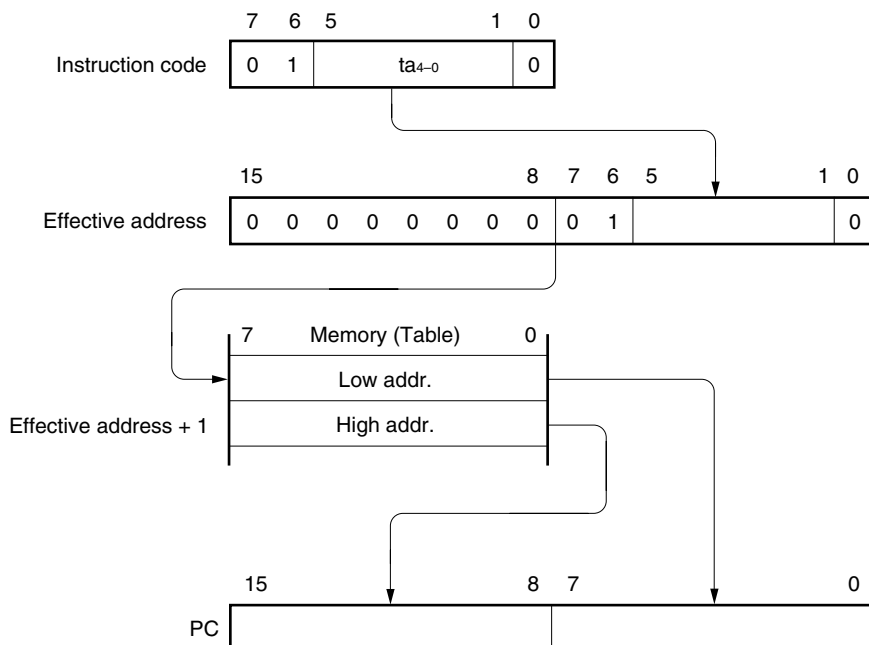 7 6 5 1 0
Instruction code 0 1 ta4–0 0
15 8 7 6 5 1 0
Effective address 0 0 0 0 0 0 0 0 0 1 0
7 Memory (Table) 0
Low addr.
Effective address + 1 High addr.
15 8 7 0
PC